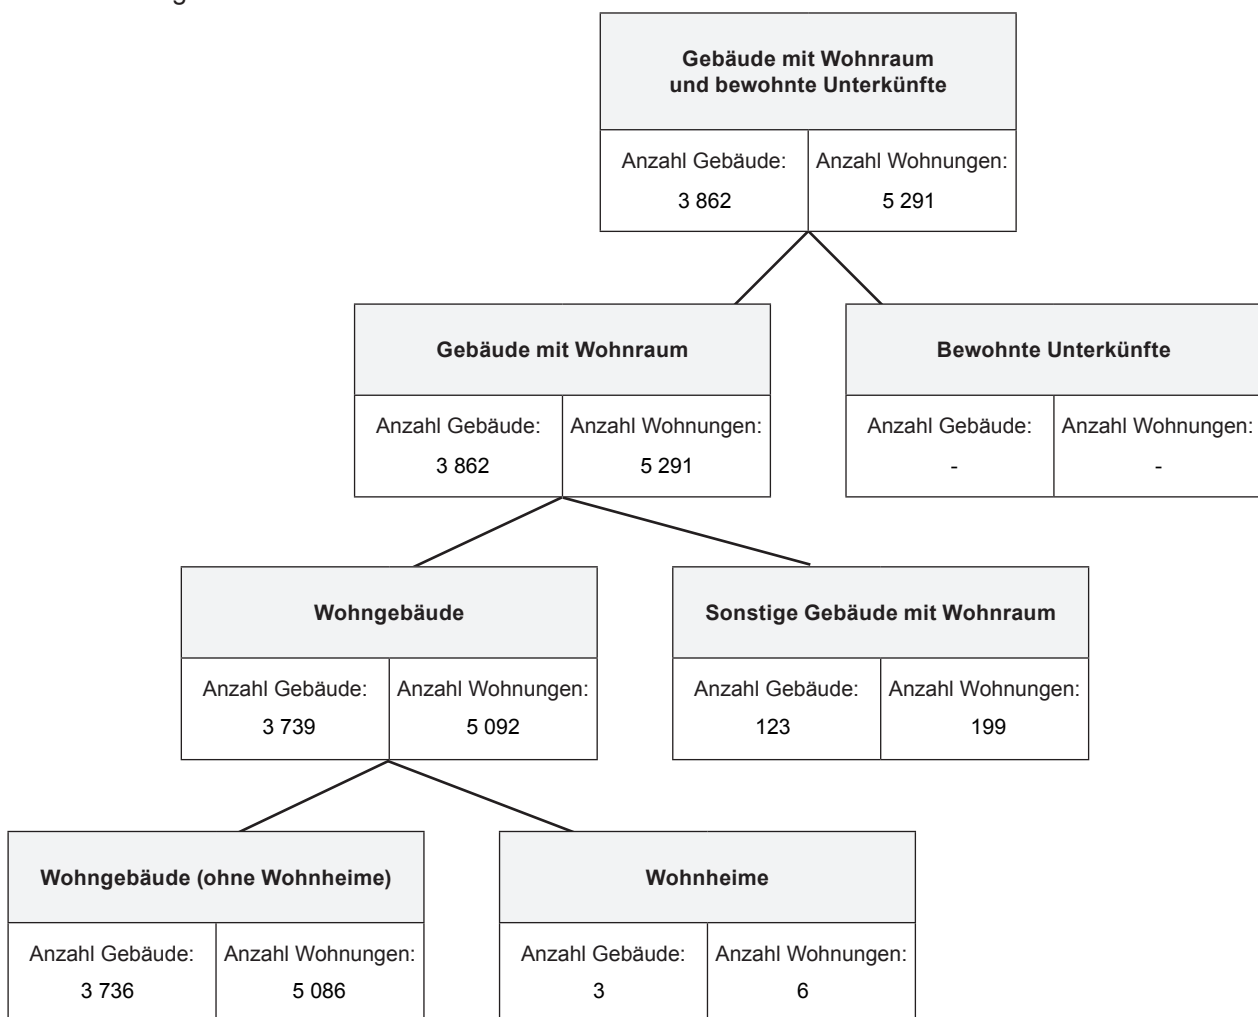 Gebäude mit Wohnraum
und bewohnte Unterkünfte
Anzahl Gebäude: Anzahl Wohnungen:
3 862 5 291
Gebäude mit Wohnraum Bewohnte Unterkünfte
Anzahl Gebäude: Anzahl Wohnungen: Anzahl Gebäude: Anzahl Wohnungen:
3 862 5 291 - -
Wohngebäude Sonstige Gebäude mit Wohnraum
Anzahl Gebäude: Anzahl Wohnungen: Anzahl Gebäude: Anzahl Wohnungen:
3 739 5 092 123 199
Wohngebäude (ohne Wohnheime) Wohnheime
Anzahl Gebäude: Anzahl Wohnungen: Anzahl Gebäude: Anzahl Wohnungen:
3 736 5 086 3 6